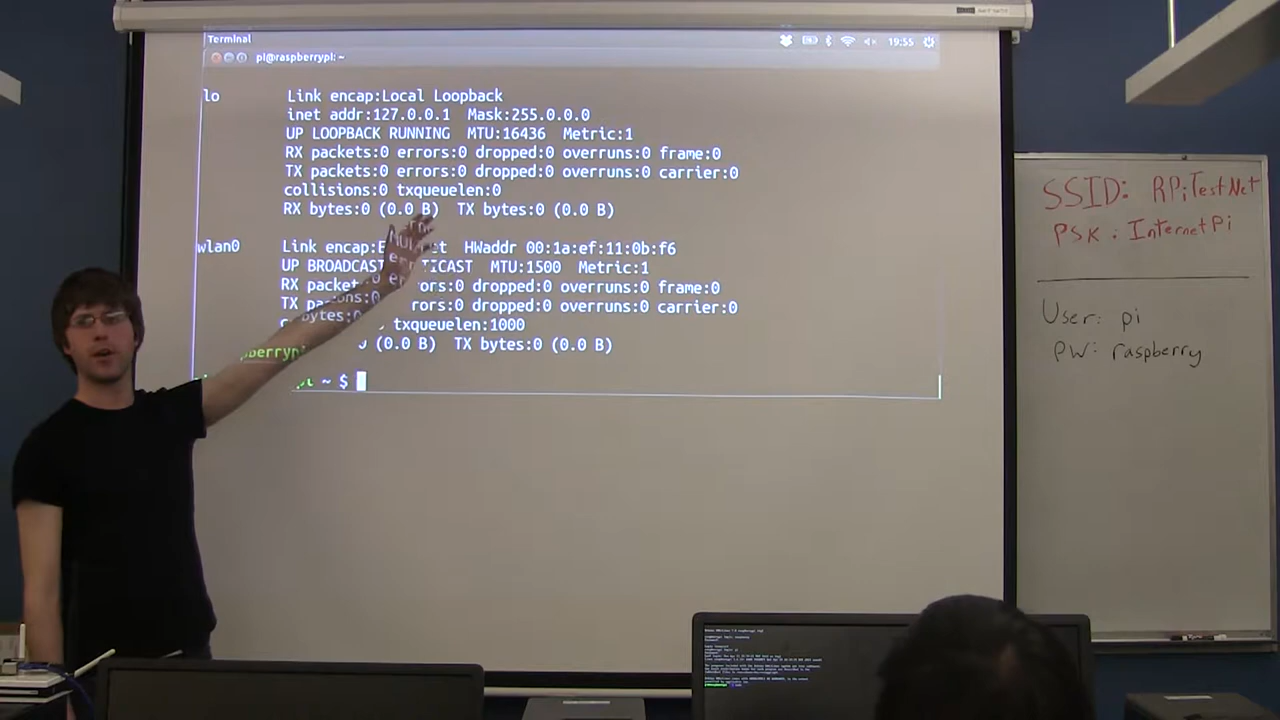 Terminal
19:55
pi@raspberrypi: ~
lo Link encap:Local Loopback
inet addr:127.0.0.1 Mask:255.0.0.0
UP LOOPBACK RUNNING MTU:16436 Metric:1
RX packets:0 errors:0 dropped:0 overruns:0 frame:0
TX packets:0 errors:0 dropped:0 overruns:0 carrier:0
collisions:0 txqueuelen:0
RX bytes:0 (0.0 B) TX bytes:0 (0.0 B)
wlan0 Link encap: HWaddr 00:1a:ef:11:0b:f6
UP BROADCAST MTU:1500 Metric:1
dropped:0 overruns:0 frame:0
dropped:0 overruns:0 carrier:0
txqueuelen:1000
(0.0 B) TX bytes:0 (0.0 B)
~ $
SSID: RPiTestNet
PSK: InternetPi
User: pi
PW: raspberry